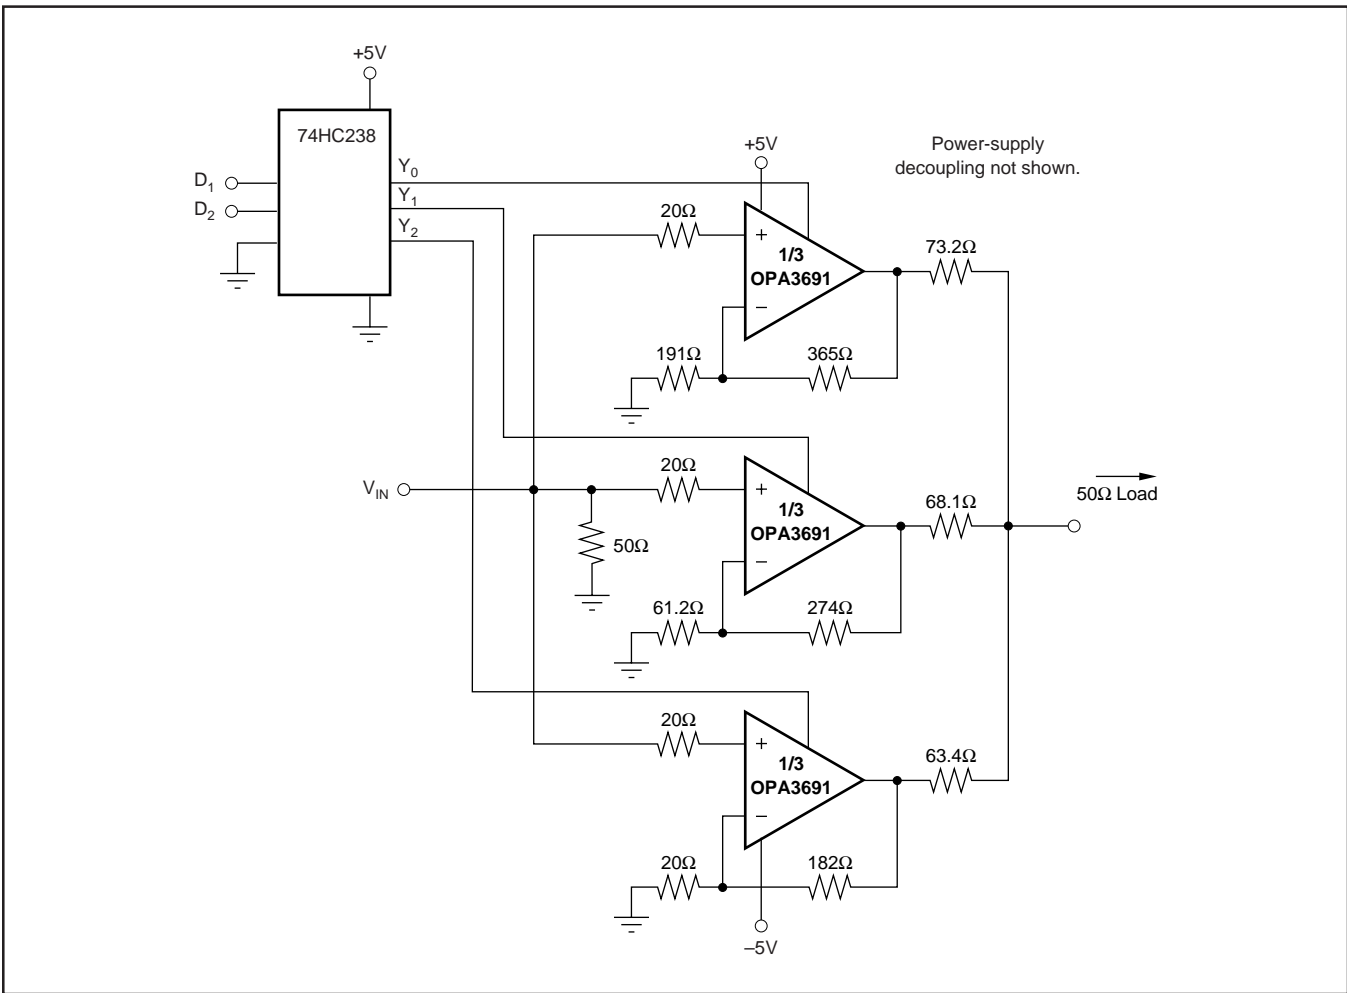 +5V
74HC238
D1
D2
Y0
Y1
Y2
+5V
Power-supply
decoupling not shown.
20Ω
+
1/3
OPA3691
–
73.2Ω
191Ω
365Ω
VIN
50Ω
20Ω
+
1/3
OPA3691
–
68.1Ω
50Ω Load
61.2Ω
274Ω
20Ω
+
1/3
OPA3691
–
63.4Ω
20Ω
182Ω
–5V